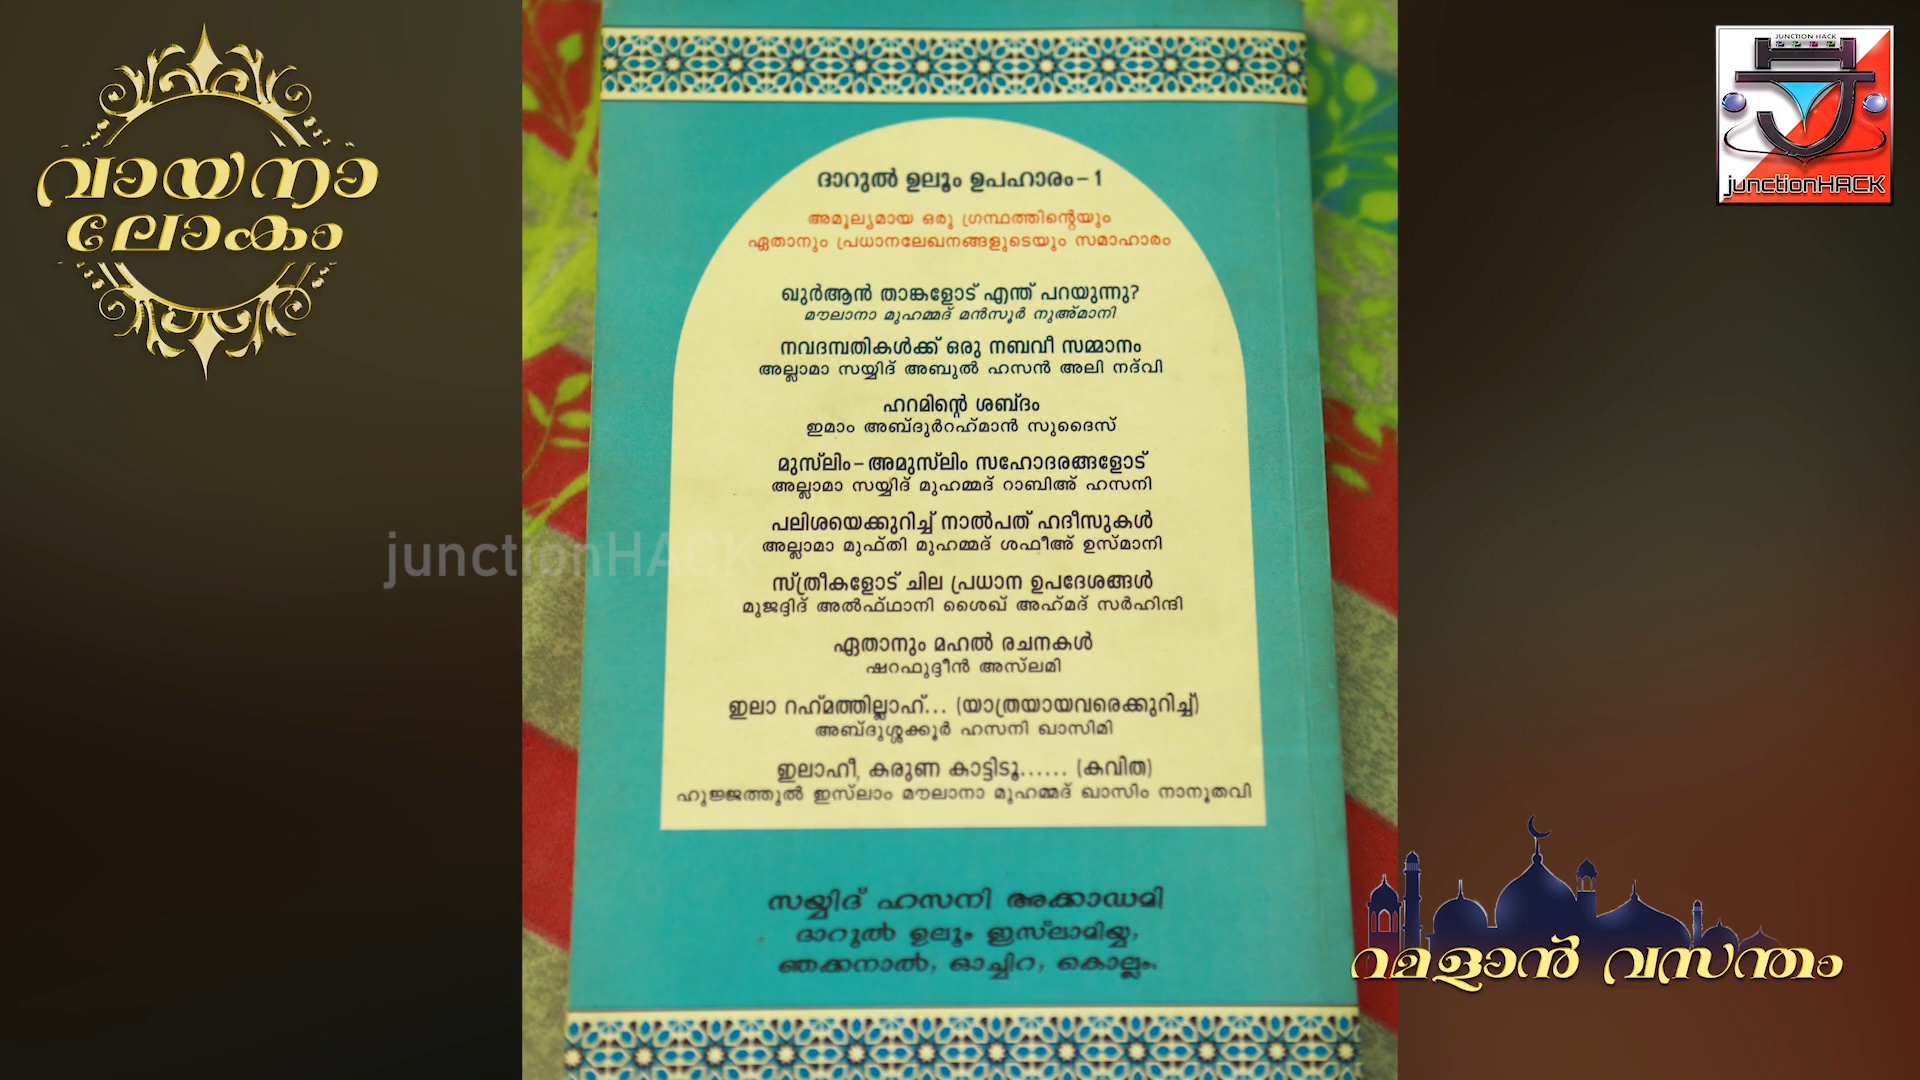 വായനാ
ലോകം
JUNCTION HACK
junctionHACK
ദാറുൽ ഉലൂം ഉപഹാരം-1
അമൂല്യമായ ഒരു ഗ്രന്ഥത്തിന്റെയും
ഏതാനും പ്രധാനലേഖനങ്ങളുടെയും സമാഹാരം
ഖുർആൻ താങ്കളോട് എന്ത് പറയുന്നു?
മൗലാനാ മുഹമ്മദ് മൻസൂർ നുഅ്മാനി
നവദമ്പതികൾക്ക് ഒരു നബവീ സമ്മാനം
അല്ലാമാ സയ്യിദ് അബുൽ ഹസൻ അലി നദ്‌വി
ഹറമിന്റെ ശബ്ദം
ഇമാം അബ്ദുർറഹ്‌മാൻ സുദൈസ്
മുസ്‌ലിം-അമുസ്‌ലിം സഹോദരങ്ങളോട്
അല്ലാമാ സയ്യിദ് മുഹമ്മദ് റാബിഅ് ഹസനി
പലിശയെക്കുറിച്ച് നാൽപത് ഹദീസുകൾ
അല്ലാമാ മുഫ്തി മുഹമ്മദ് ശഫീഅ് ഉസ്മാനി
junctionHACK
സ്ത്രീകളോട് ചില പ്രധാന ഉപദേശങ്ങൾ
മുജദ്ദിദ് അൽഫ്ഥാനി ശൈഖ് അഹ്‌മദ് സർഹിന്ദി
ഏതാനും മഹൽ രചനകൾ
ഷറഫുദ്ദീൻ അസ്‌ലമി
ഇലാ റഹ്‌മത്തില്ലാഹ്... (യാത്രയായവരെക്കുറിച്ച്)
അബ്ദുശ്ശക്കൂർ ഹസനി ഖാസിമി
ഇലാഹീ, കരുണ കാട്ടിടൂ...... (കവിത)
ഹുജ്ജത്തുൽ ഇസ്‌ലാം മൗലാനാ മുഹമ്മദ് ഖാസിം നാനൂതവി
സയ്യിദ് ഹസനി അക്കാഡമി
ദാറുൽ ഉലൂം ഇസ്‌ലാമിയ്യ,
ഞക്കനാൽ, ഓച്ചിറ, കൊല്ലം.
റമളാൻ വസന്തം